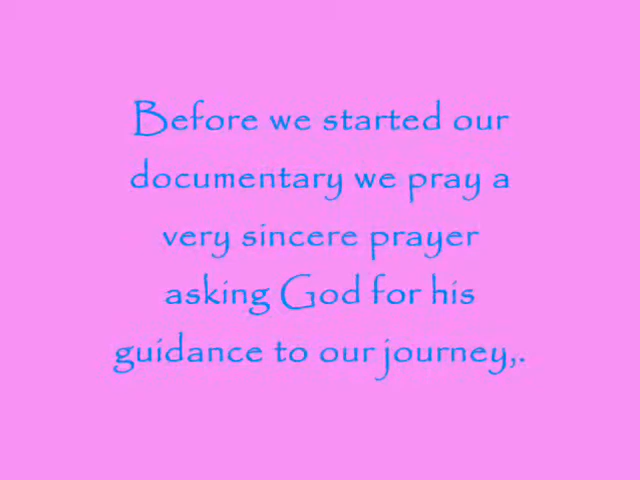 Before we started our
documentary we pray a
very sincere prayer
asking God for his
guidance to our journey,.